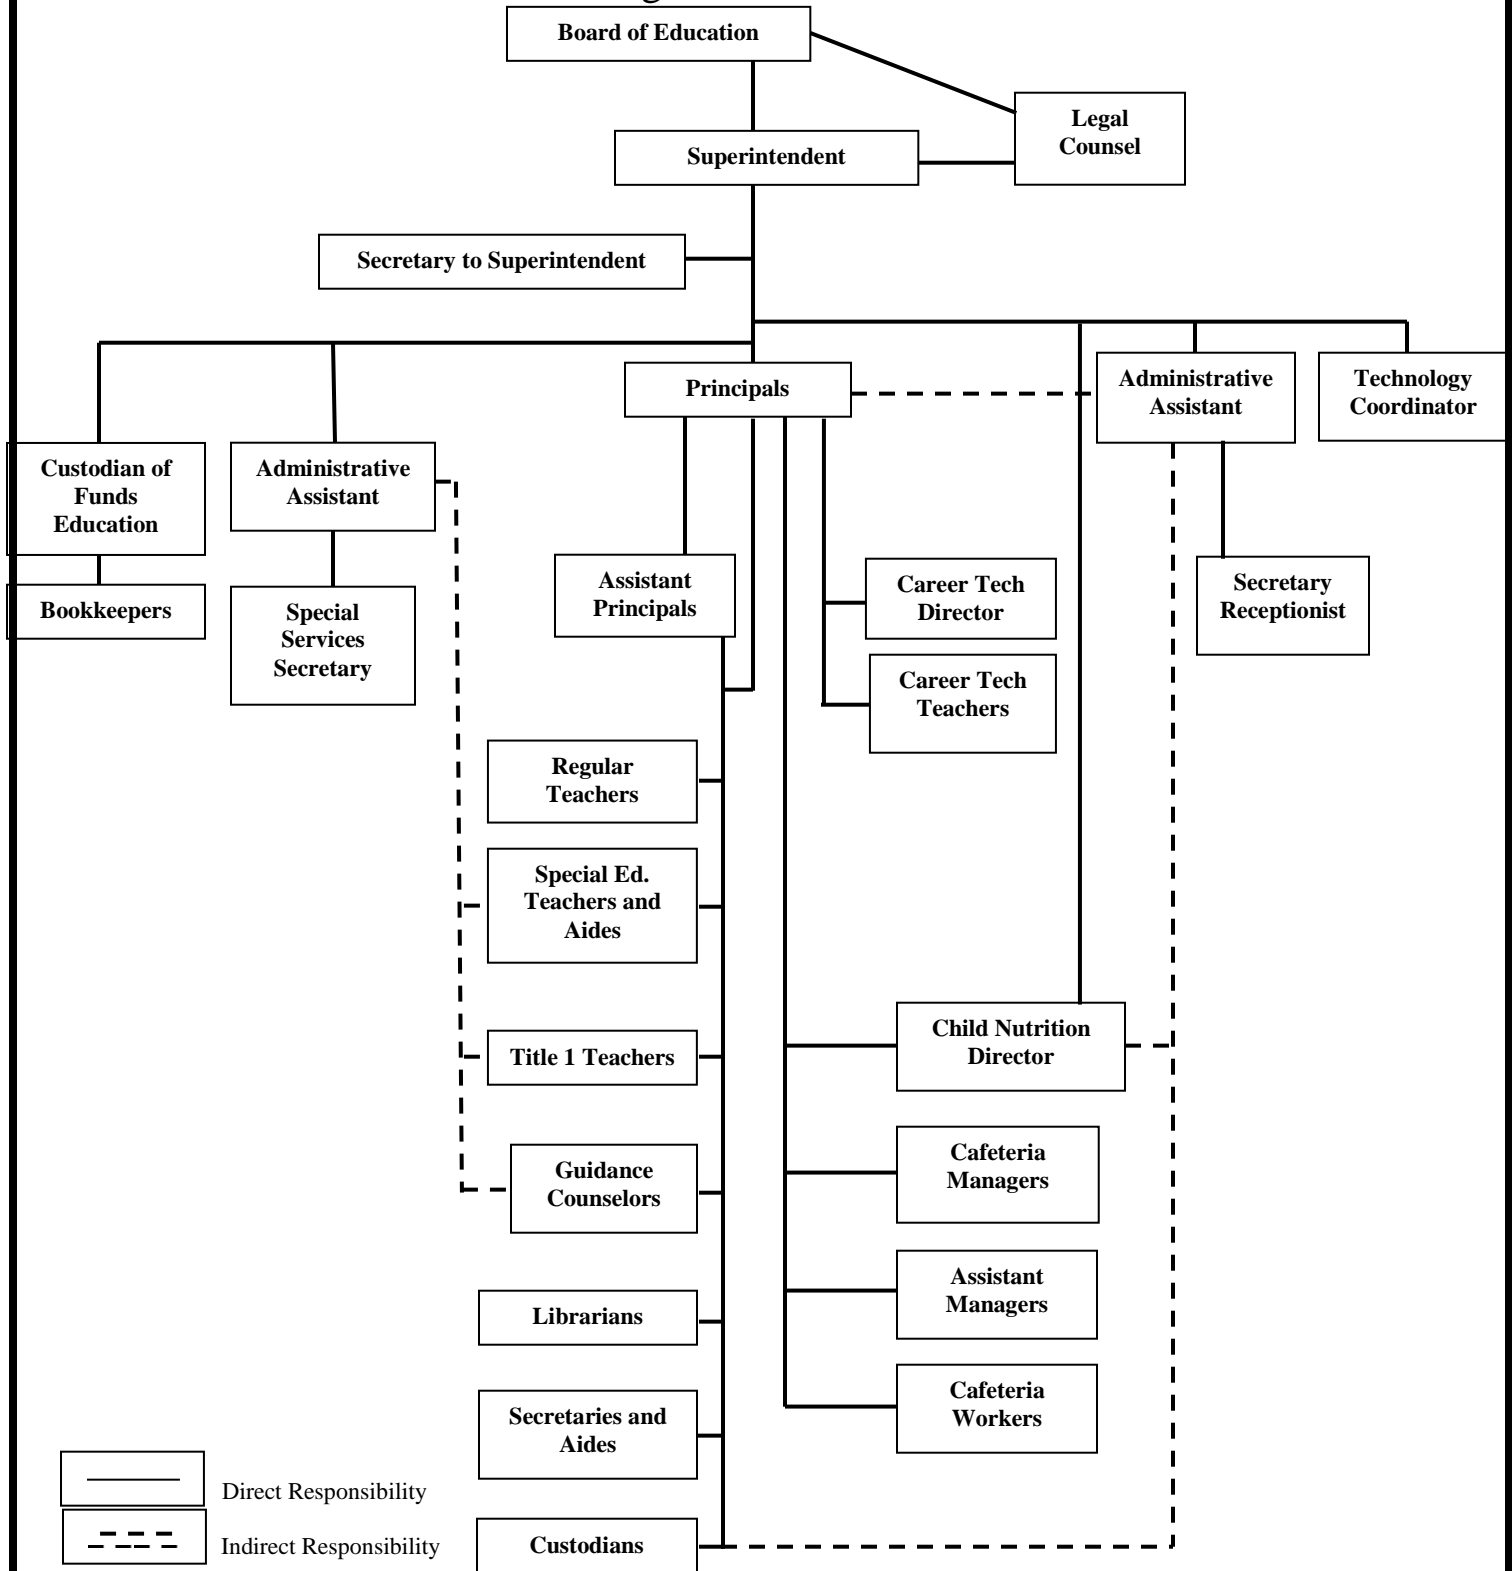 Board of Education
Legal
Counsel
Superintendent
Secretary to Superintendent
Principals
Administrative
Assistant
Technology
Coordinator
Custodian of
Funds
Education
Administrative
Assistant
Bookkeepers
Special
Services
Secretary
Assistant
Principals
Career Tech
Director
Secretary
Receptionist
Career Tech
Teachers
Regular
Teachers
Special Ed.
Teachers and
Aides
Child Nutrition
Director
Title 1 Teachers
Cafeteria
Managers
Guidance
Counselors
Assistant
Managers
Librarians
Cafeteria
Workers
Secretaries and
Aides
Direct Responsibility
Indirect Responsibility
Custodians